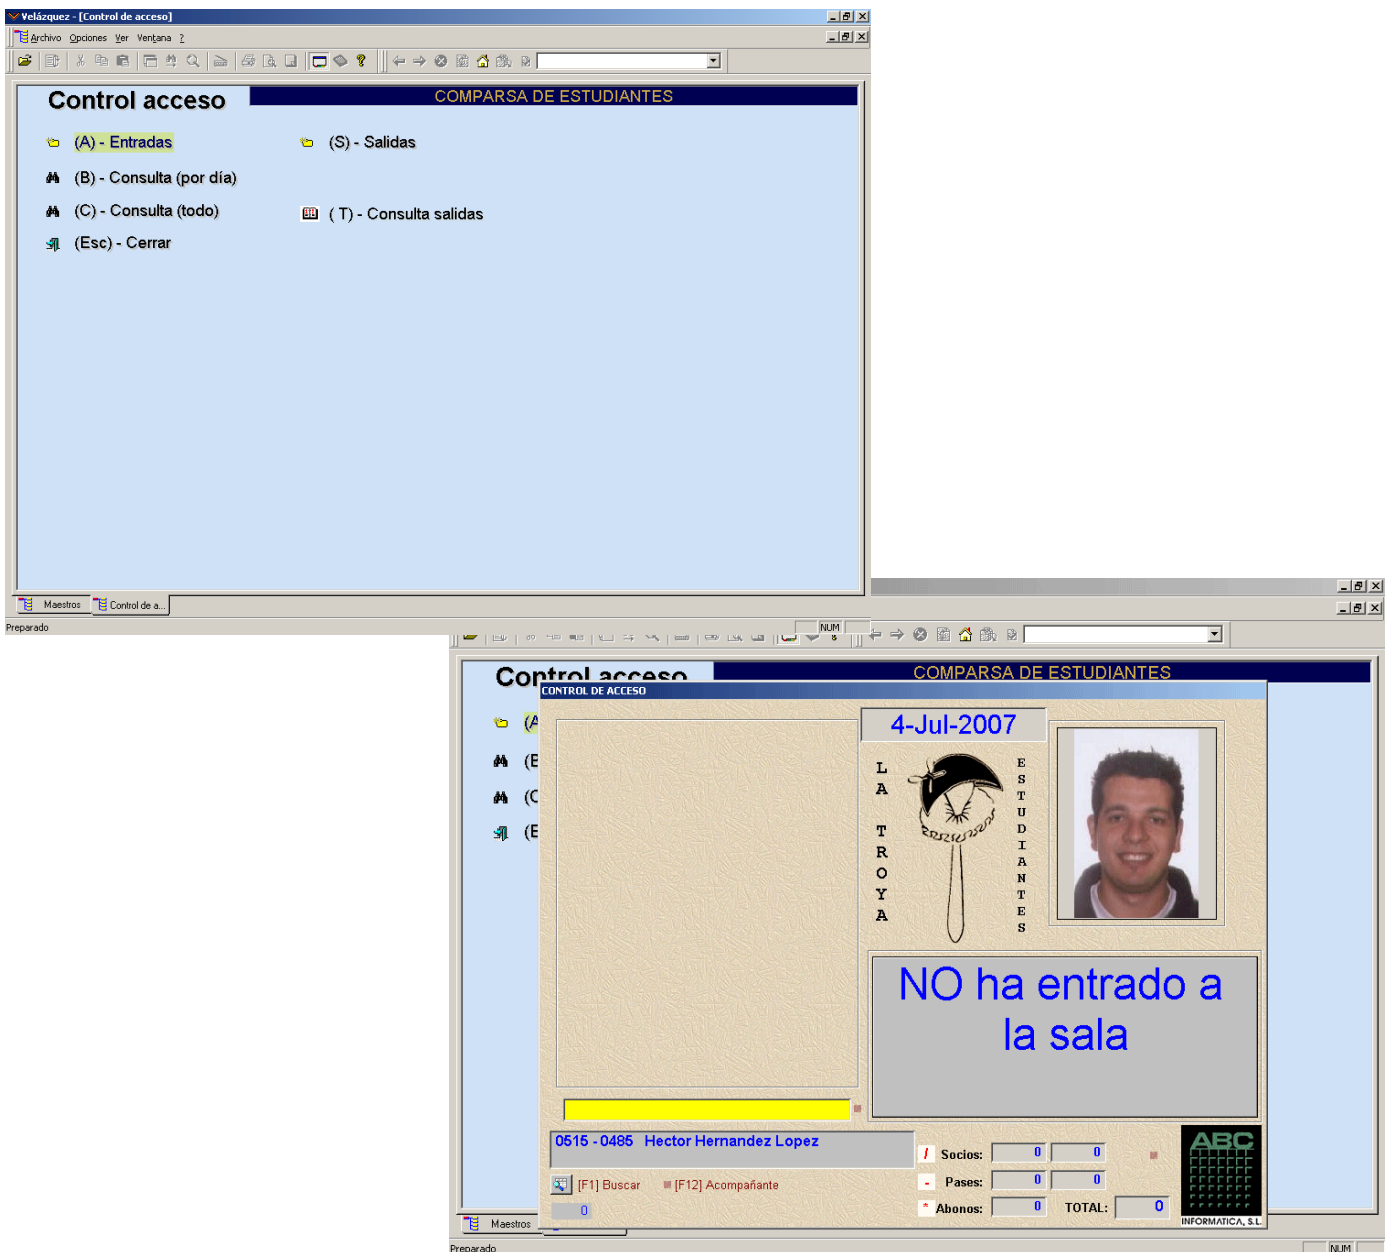 Velázquez - [Control de acceso]
Archivo Opciones Ver Ventana ?
Control acceso
COMPARSA DE ESTUDIANTES
(A) - Entradas
(S) - Salidas
(B) - Consulta (por día)
(C) - Consulta (todo)
( T) - Consulta salidas
(Esc) - Cerrar
Maestros
Control de a...
Preparado
NUM
Control acceso
COMPARSA DE ESTUDIANTES
CONTROL DE ACCESO
(A
(B
(C
(E
4-Jul-2007
LA TROYA
ESTUDIANTES
NO ha entrado a
la sala
0515 - 0485 Hector Hernandez Lopez
[F1] Buscar
[F12] Acompañante
0
/ Socios: 0 0
- Pases: 0 0
* Abonos: 0 TOTAL: 0
ABC
INFORMATICA, S.L.
Maestros
Preparado
NUM